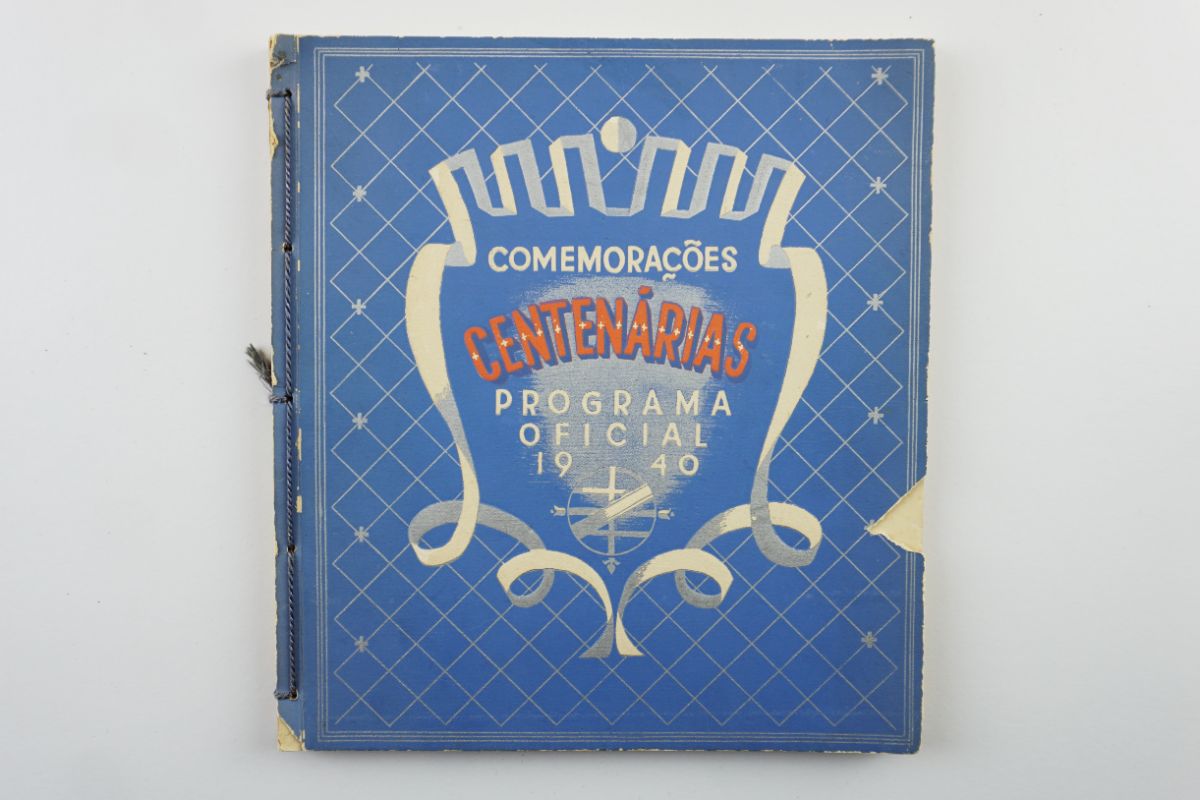 COMEMORAÇÕES
CENTENÁRIAS
PROGRAMA
OFICIAL
19 40